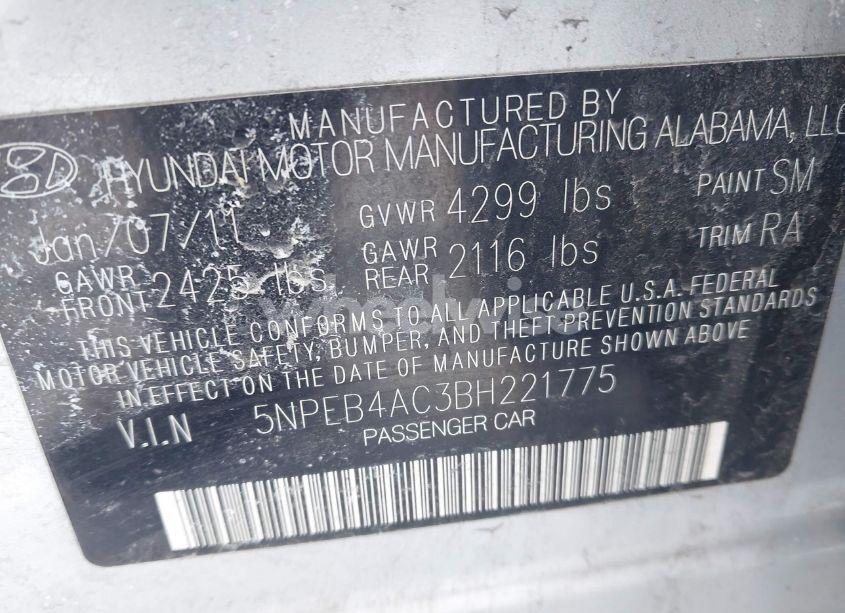 MANUFACTURED BY
HYUNDAI MOTOR MANUFACTURING ALABAMA, LLC
Jan/07/11 GVWR 4299 lbs PAINT SM
GAWR FRONT 2425 lbs GAWR REAR 2116 lbs TRIM RA
THIS VEHICLE CONFORMS TO ALL APPLICABLE U.S.A. FEDERAL
MOTOR VEHICLE SAFETY, BUMPER, AND THEFT PREVENTION STANDARDS
IN EFFECT ON THE DATE OF MANUFACTURE SHOWN ABOVE
V.I.N 5NPEB4AC3BH221775
PASSENGER CAR